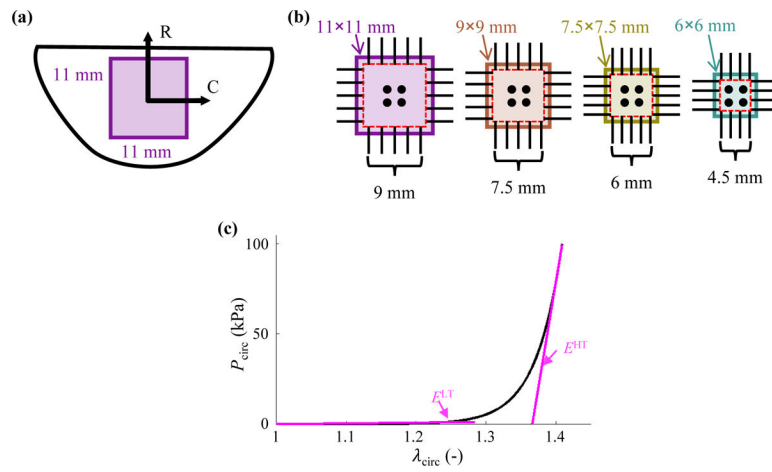 (a)
R
11 mm
C
11 mm
(b)
11×11 mm
9×9 mm
7.5×7.5mm
6×6 mm
9 mm
7.5 mm
6 mm
4.5 mm
(c)
100
50
0
P_circ (kPa)
E^LT
E^HT
1
1.1
1.2
1.3
1.4
λ_circ (-)